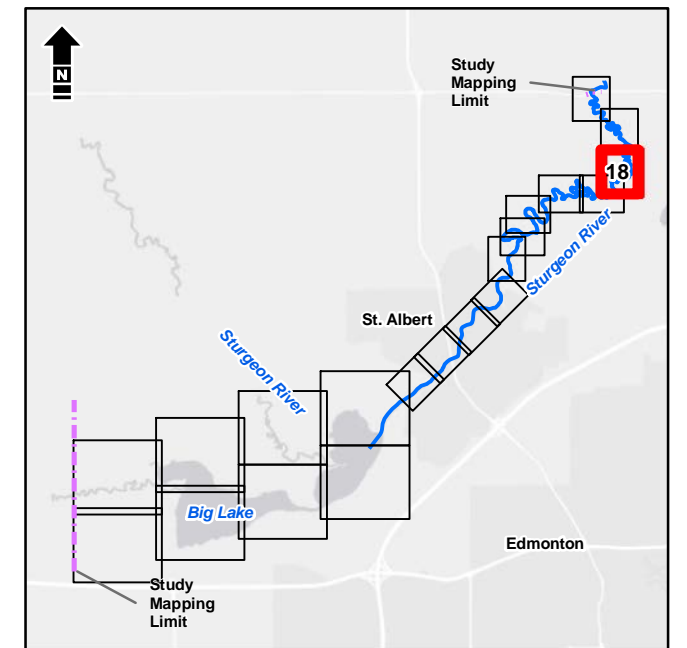 N
Study
Mapping
Limit
18
Sturgeon River
St. Albert
Sturgeon River
Big Lake
Edmonton
Study
Mapping
Limit